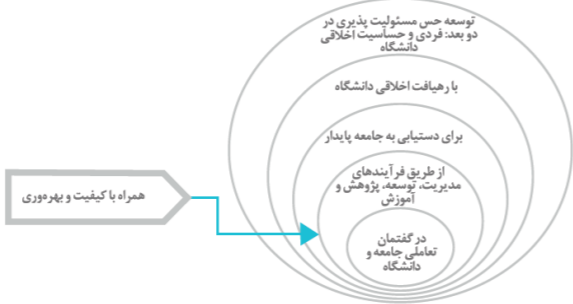 توسعه حس مسئولیت پذیری در
دو بعد: فردی و حساسیت اخلاقی
دانشگاه
با رهیافت اخلاقی دانشگاه
برای دستیابی به جامعه پایدار
از طریق فرآیندهای
مدیریت، توسعه، پژوهش و
آموزش
همراه با کیفیت و بهره‌وری
در گفتمان
تعاملی جامعه و
دانشگاه